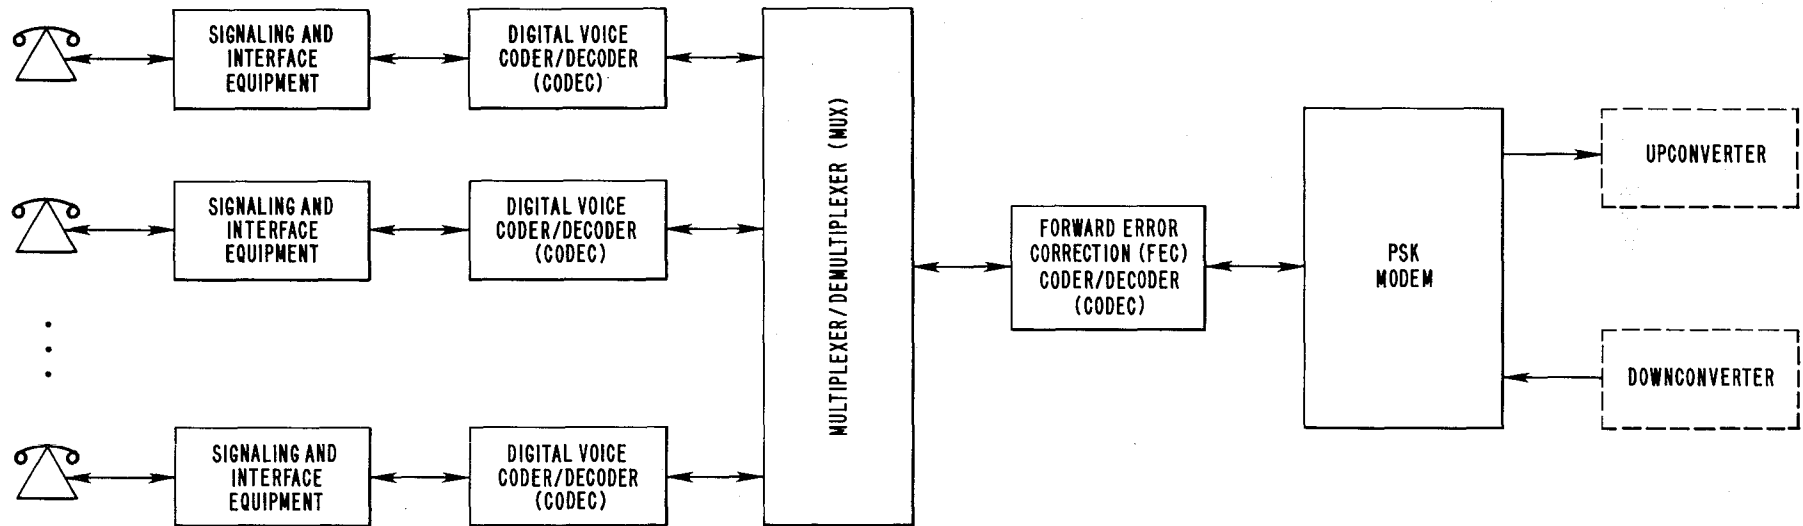 SIGNALING AND
INTERFACE
EQUIPMENT
DIGITAL VOICE
CODER/DECODER
(CODEC)
SIGNALING AND
INTERFACE
EQUIPMENT
DIGITAL VOICE
CODER/DECODER
(CODEC)
SIGNALING AND
INTERFACE
EQUIPMENT
DIGITAL VOICE
CODER/DECODER
(CODEC)
MULTIPLEXER/DEMULTIPLEXER (MUX)
FORWARD ERROR
CORRECTION (FEC)
CODER/DECODER
(CODEC)
PSK
MODEM
UPCONVERTER
DOWNCONVERTER